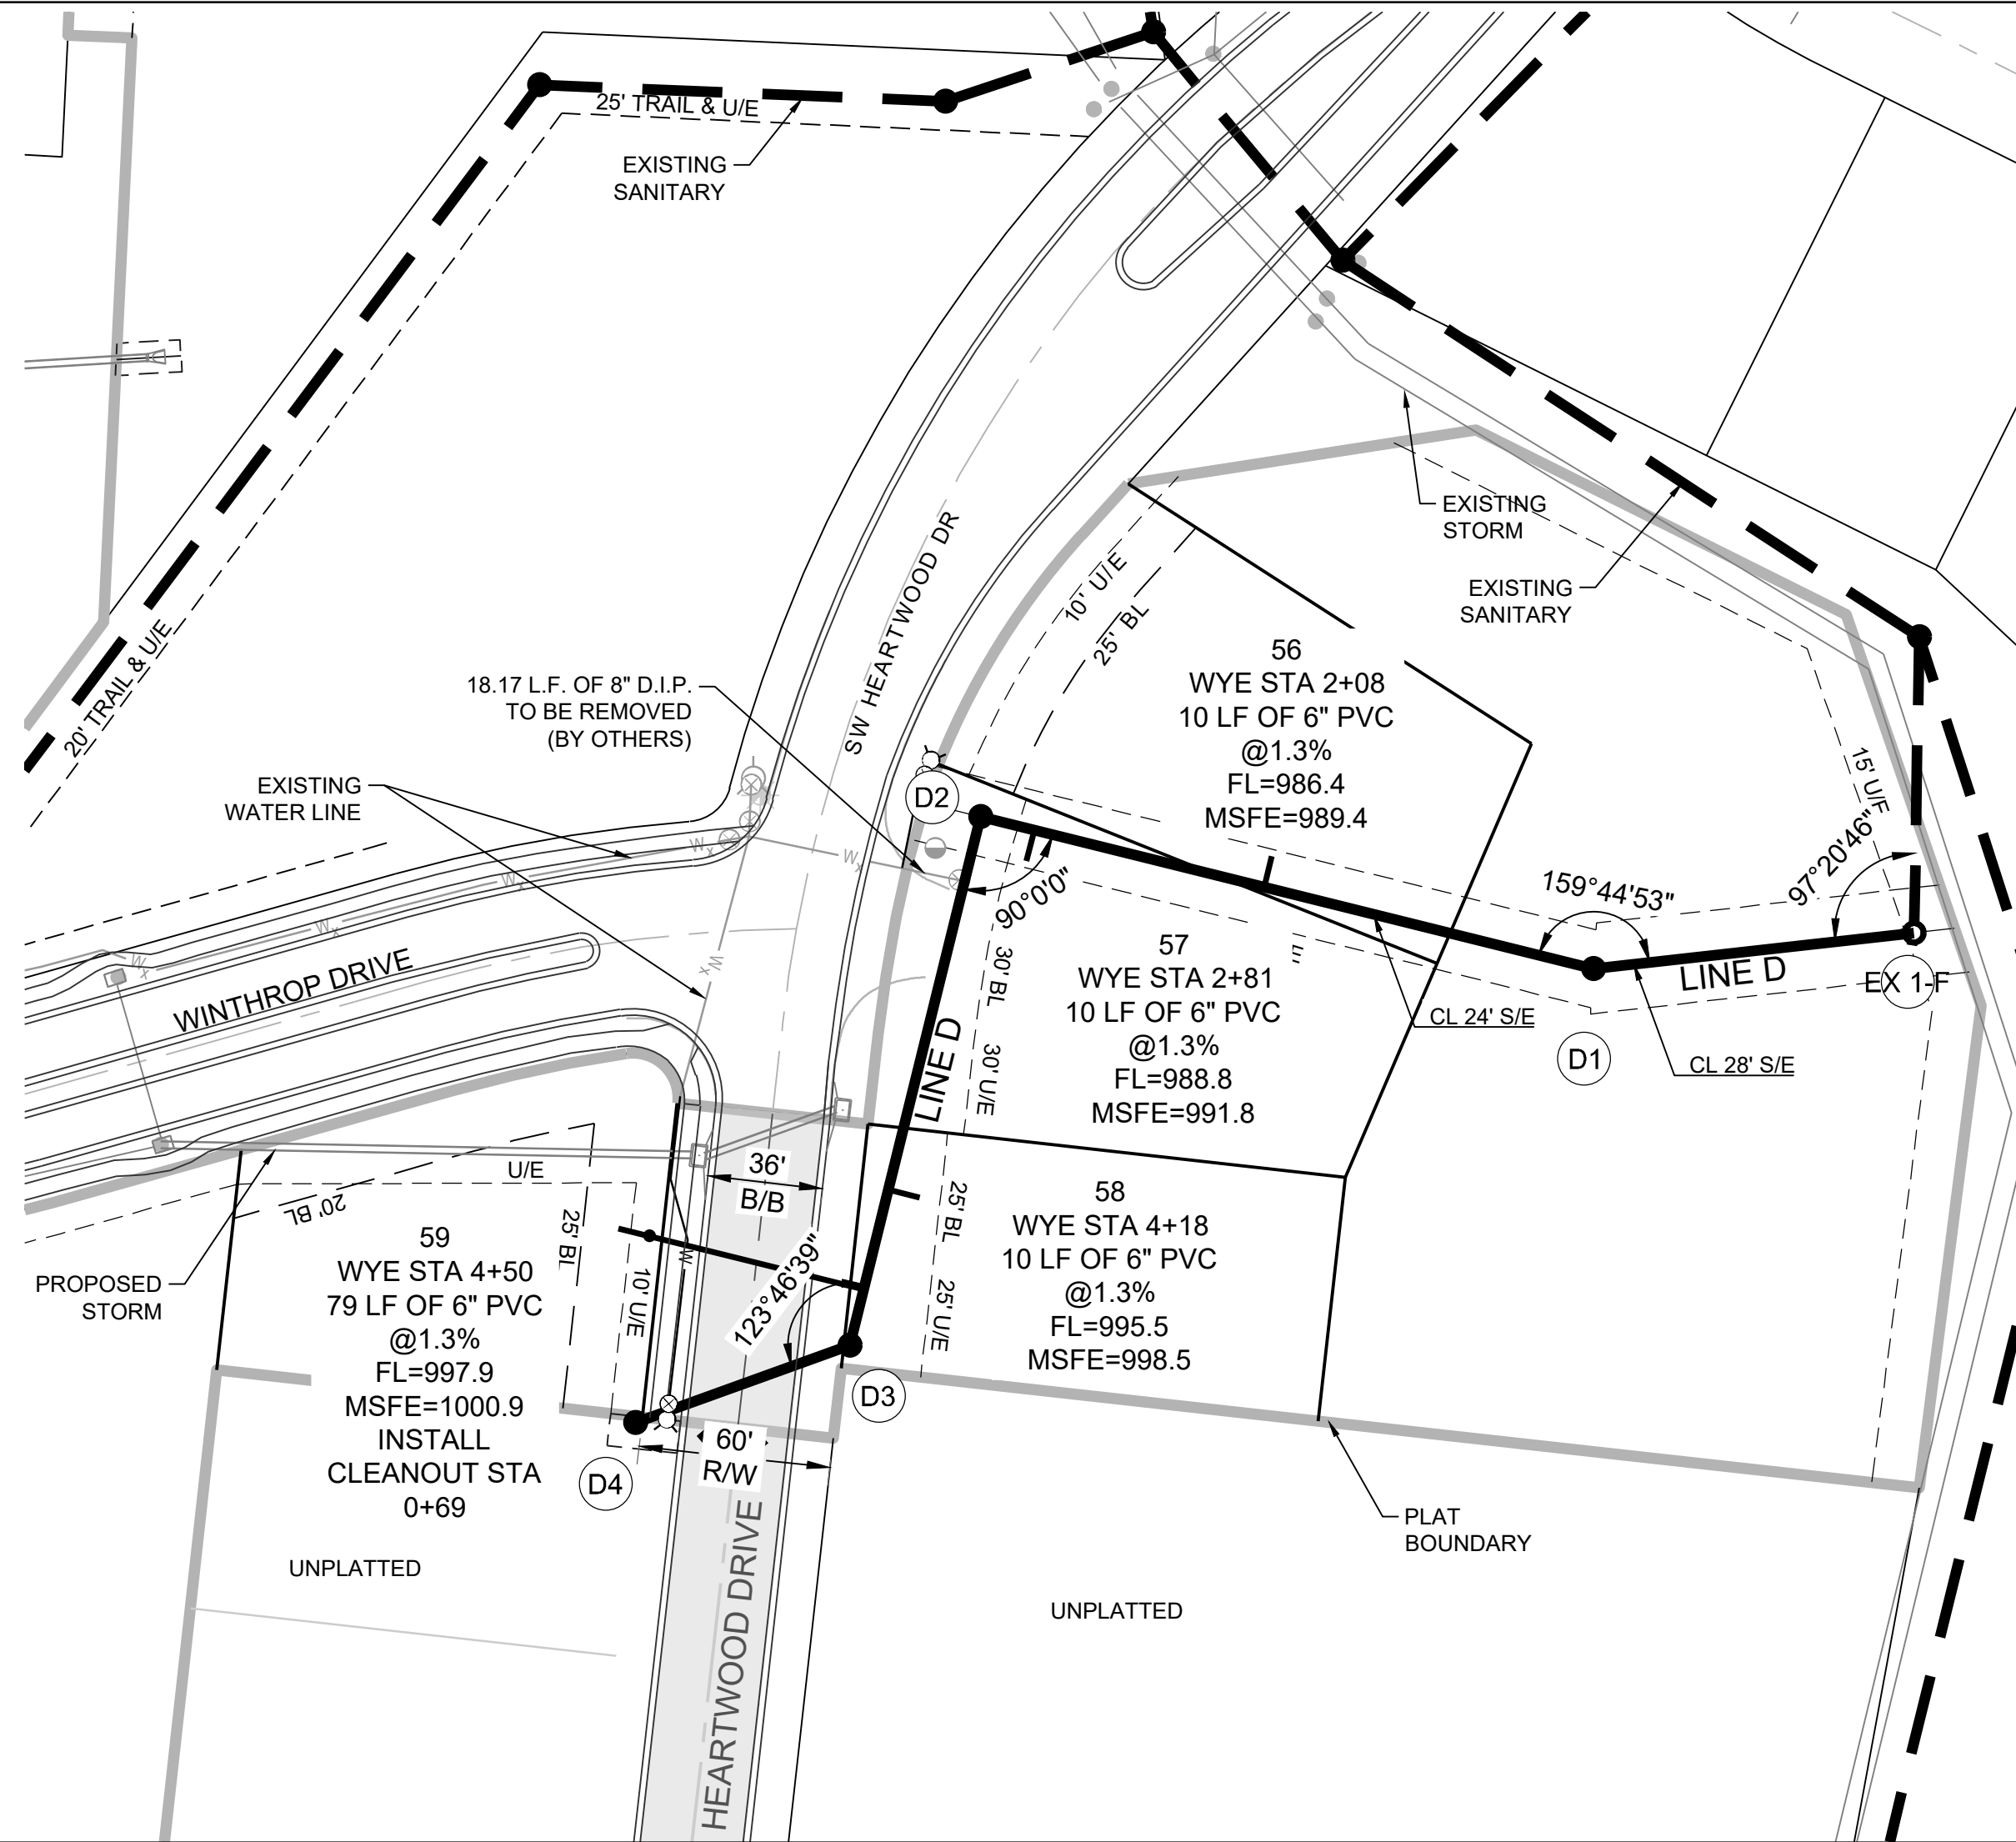 25' TRAIL & U/E
EXISTING
SANITARY
20' TRAIL & U/E
SW HEARTWOOD DR
10' U/E
25' BL
EXISTING
STORM
EXISTING
SANITARY
56
WYE STA 2+08
10 LF OF 6" PVC
@1.3%
FL=986.4
MSFE=989.4
18.17 L.F. OF 8" D.I.P.
TO BE REMOVED
(BY OTHERS)
EXISTING
WATER LINE
D2
90°0'0"
159°44'53"
97°20'46"
15' U/E
LINE D
EX 1-F
CL 24' S/E
D1
CL 28' S/E
WINTHROP DRIVE
Wx
Wx
Wx
Wx
Wx
Wx
LINE D
30' BL
30' U/E
57
WYE STA 2+81
10 LF OF 6" PVC
@1.3%
FL=988.8
MSFE=991.8
36'
B/B
U/E
20' BL
25' BL
10' U/E
W
123°46'39"
25' BL
25' U/E
58
WYE STA 4+18
10 LF OF 6" PVC
@1.3%
FL=995.5
MSFE=998.5
PROPOSED
STORM
59
WYE STA 4+50
79 LF OF 6" PVC
@1.3%
FL=997.9
MSFE=1000.9
INSTALL
CLEANOUT STA
0+69
D3
D4
60'
R/W
HEARTWOOD DRIVE
PLAT
BOUNDARY
UNPLATTED
UNPLATTED